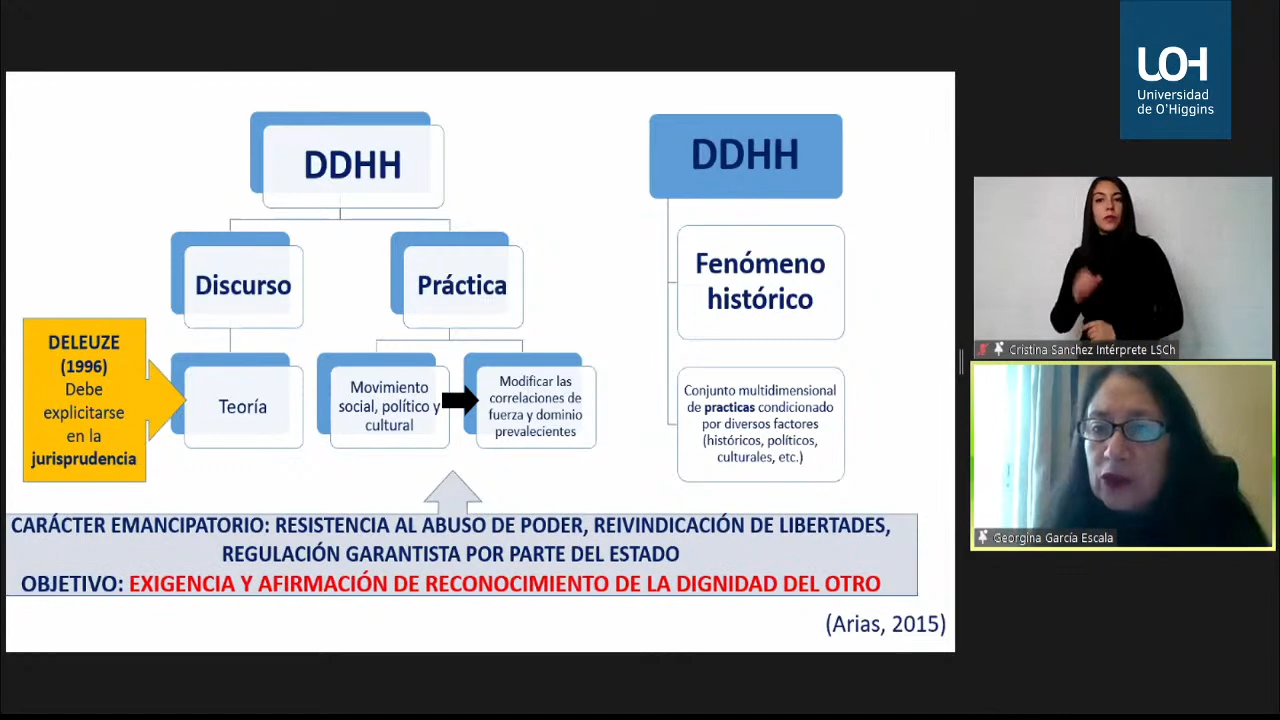 UOH
Universidad
de O'Higgins
DDHH
DDHH
Discurso
Práctica
Fenómeno
histórico
DELEUZE
(1996)
Debe
explicitarse
en la
jurisprudencia
Teoría
Movimiento
social, político y
cultural
Modificar las
correlaciones de
fuerza y dominio
prevalecientes
Conjunto multidimensional
de practicas condicionado
por diversos factores
(históricos, políticos,
culturales, etc.)
CARÁCTER EMANCIPATORIO: RESISTENCIA AL ABUSO DE PODER, REIVINDICACIÓN DE LIBERTADES,
REGULACIÓN GARANTISTA POR PARTE DEL ESTADO
OBJETIVO: EXIGENCIA Y AFIRMACIÓN DE RECONOCIMIENTO DE LA DIGNIDAD DEL OTRO
(Arias, 2015)
Cristina Sanchez Intérprete LSCh
Georgina García Escala